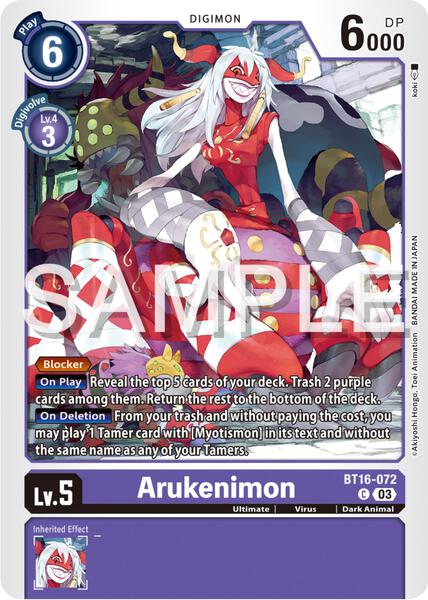 DIGIMON
Play
6
DP
6000
Digivolve
Lv.4
3
koki
SAMPLE
©Akiyoshi Hongo, Toei Animation BANDAI MADE IN JAPAN
Blocker
On Play Reveal the top 5 cards of your deck. Trash 2 purple
cards among them. Return the rest to the bottom of the deck.
On Deletion From your trash and without paying the cost, you
may play 1 Tamer card with [Myotismon] in its text and without
the same name as any of your Tamers.
BT16-072
Lv.5
Arukenimon
C 03
Ultimate | Virus | Dark Animal
Inherited Effect
–